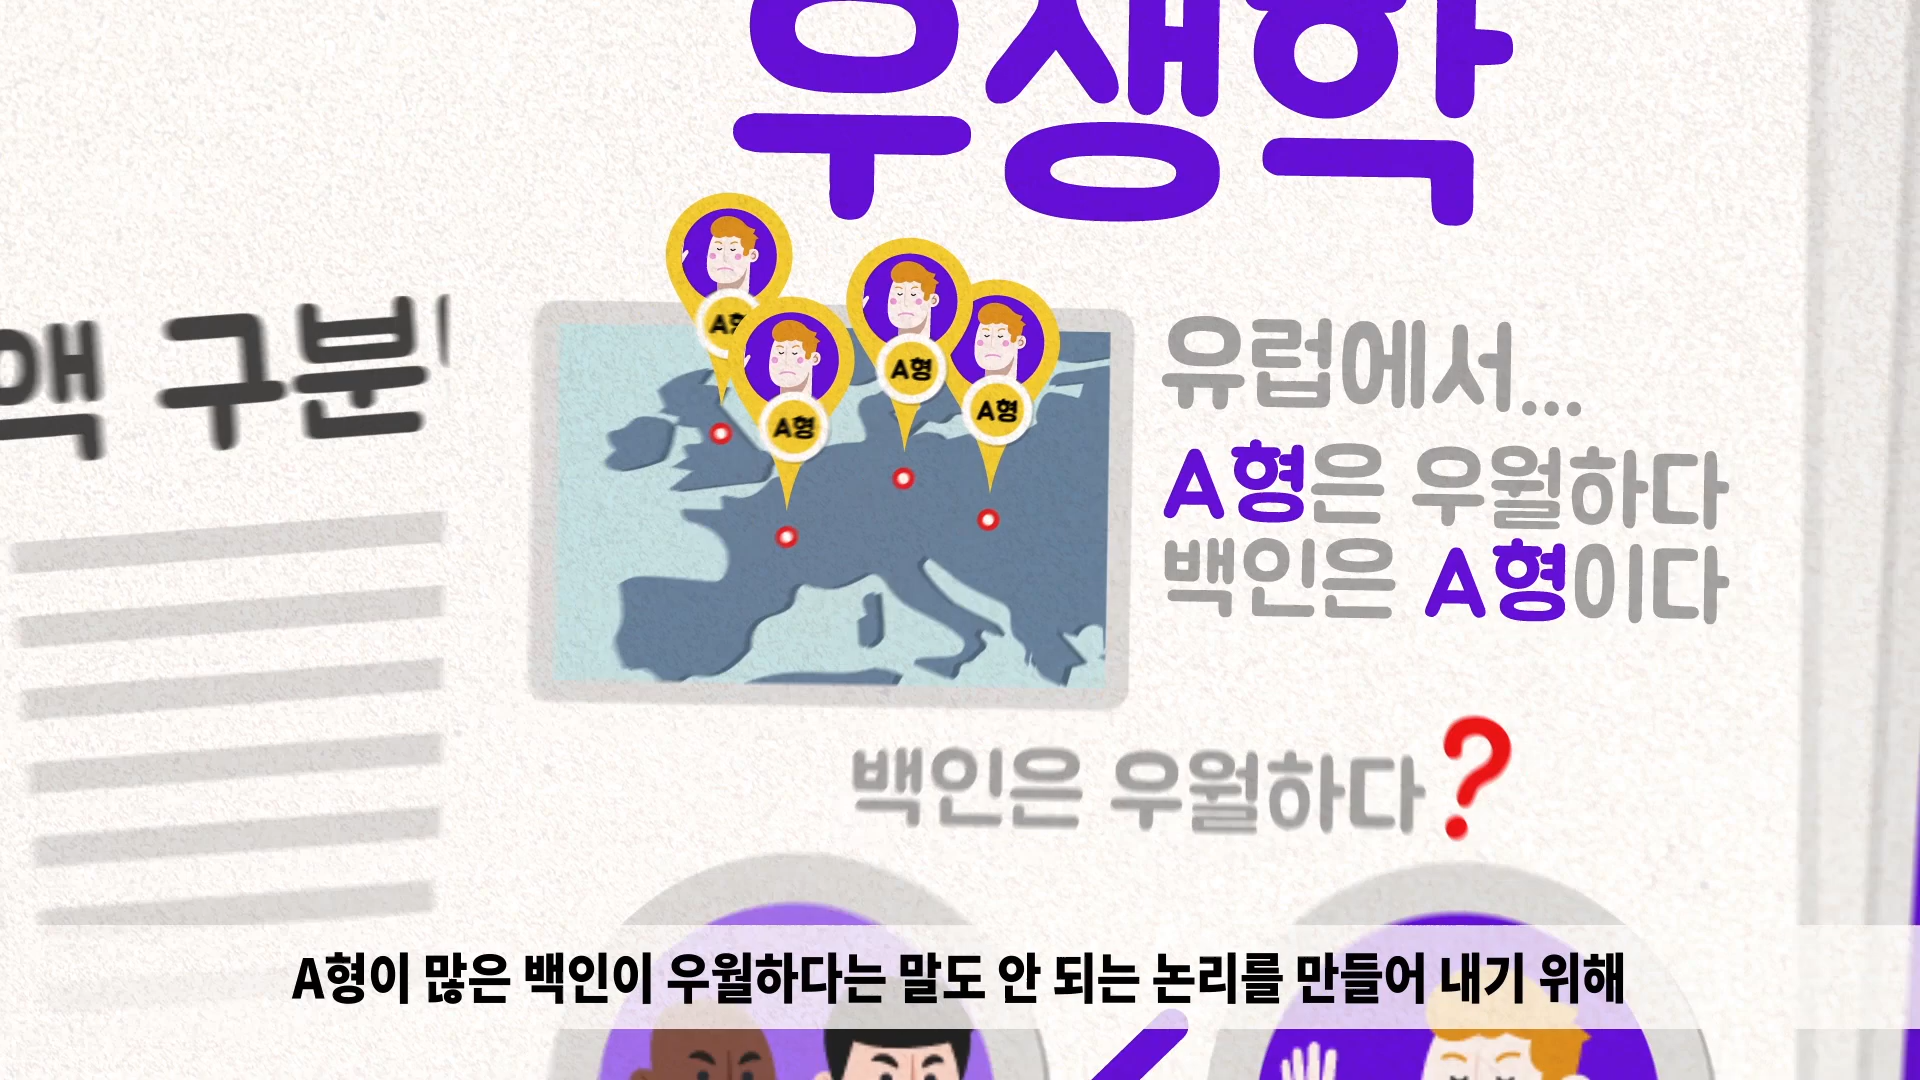 우생학
액 구분
A형
A형
A형
A형
유럽에서...
A형은 우월하다
백인은 A형이다
백인은 우월하다?
A형이 많은 백인이 우월하다는 말도 안 되는 논리를 만들어 내기 위해